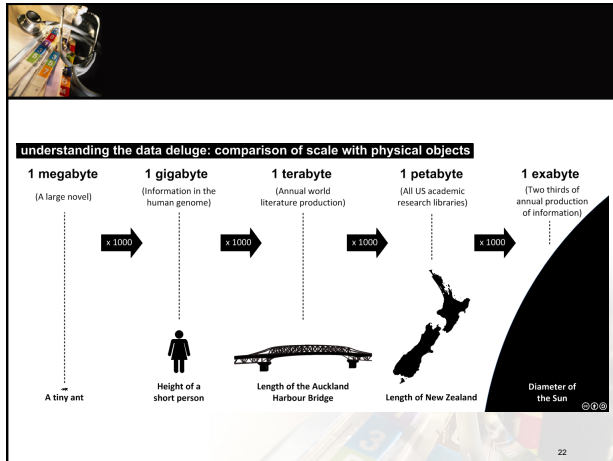 understanding the data deluge: comparison of scale with physical objects
1 megabyte
(A large novel)
1 gigabyte
(Information in the
human genome)
1 terabyte
(Annual world
literature production)
1 petabyte
(All US academic
research libraries)
1 exabyte
(Two thirds of
annual production
of information)
x 1000
x 1000
x 1000
x 1000
A tiny ant
Height of a
short person
Length of the Auckland
Harbour Bridge
Length of New Zealand
Diameter of
the Sun
22